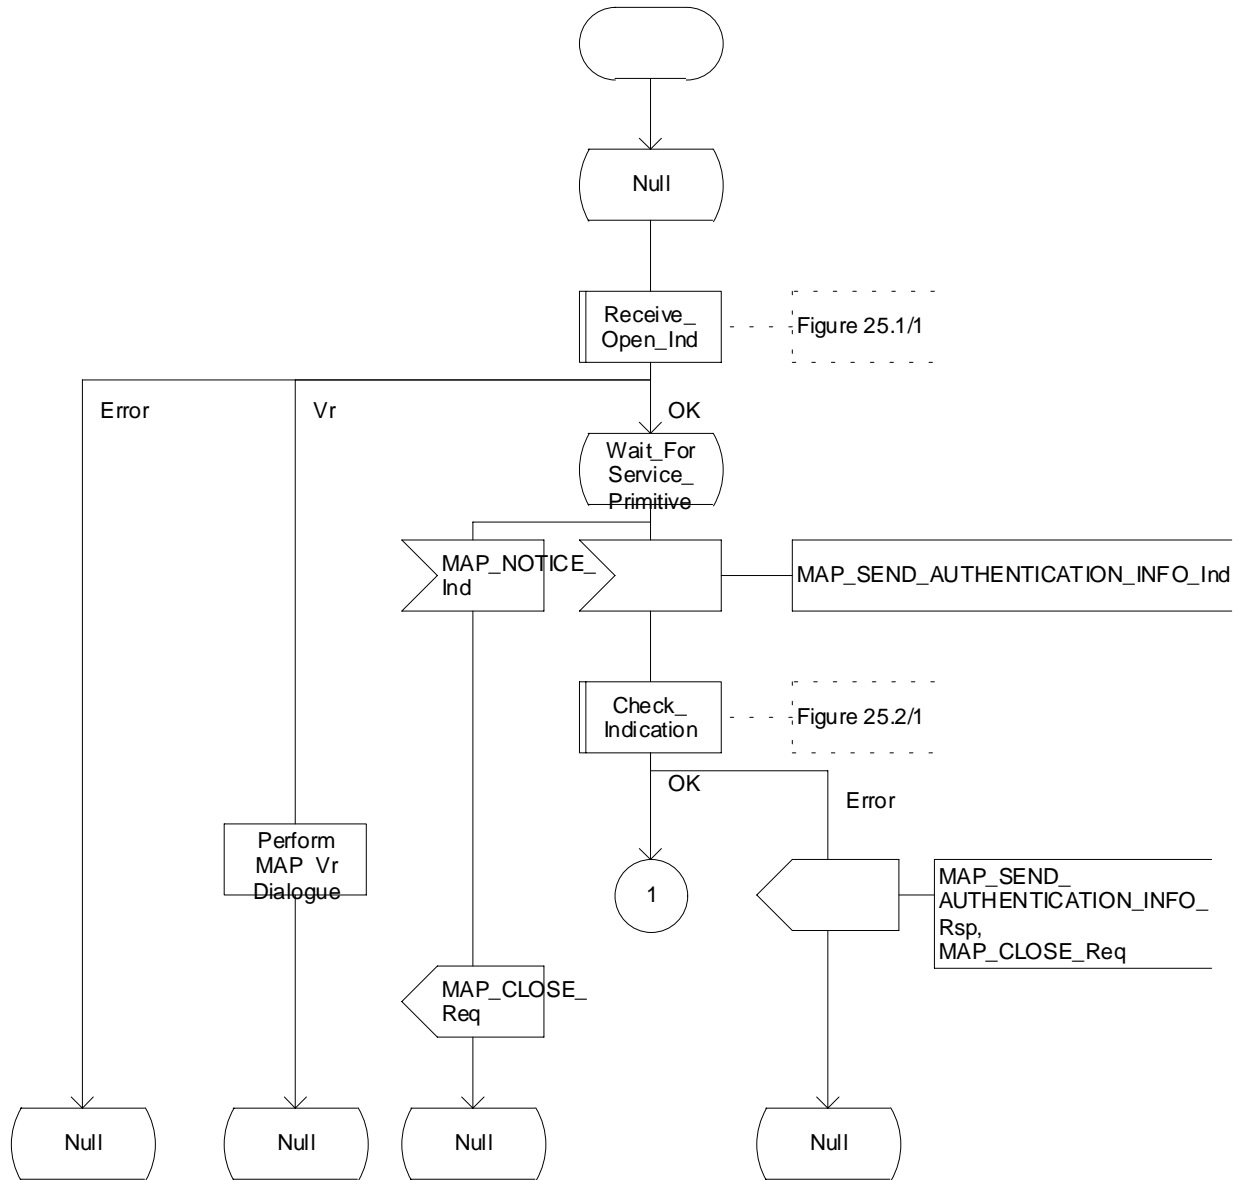 Null
Receive_
Open_Ind
Figure 25.1/1
Error
Vr
OK
Wait_For
Service_
Primitive
MAP_NOTICE_
Ind
MAP_SEND_AUTHENTICATION_INFO_Ind
Check_
Indication
Figure 25.2/1
OK
Error
Perform
MAP Vr
Dialogue
1
MAP_SEND_
AUTHENTICATION_INFO_
Rsp,
MAP_CLOSE_Req
MAP_CLOSE_
Req
Null
Null
Null
Null